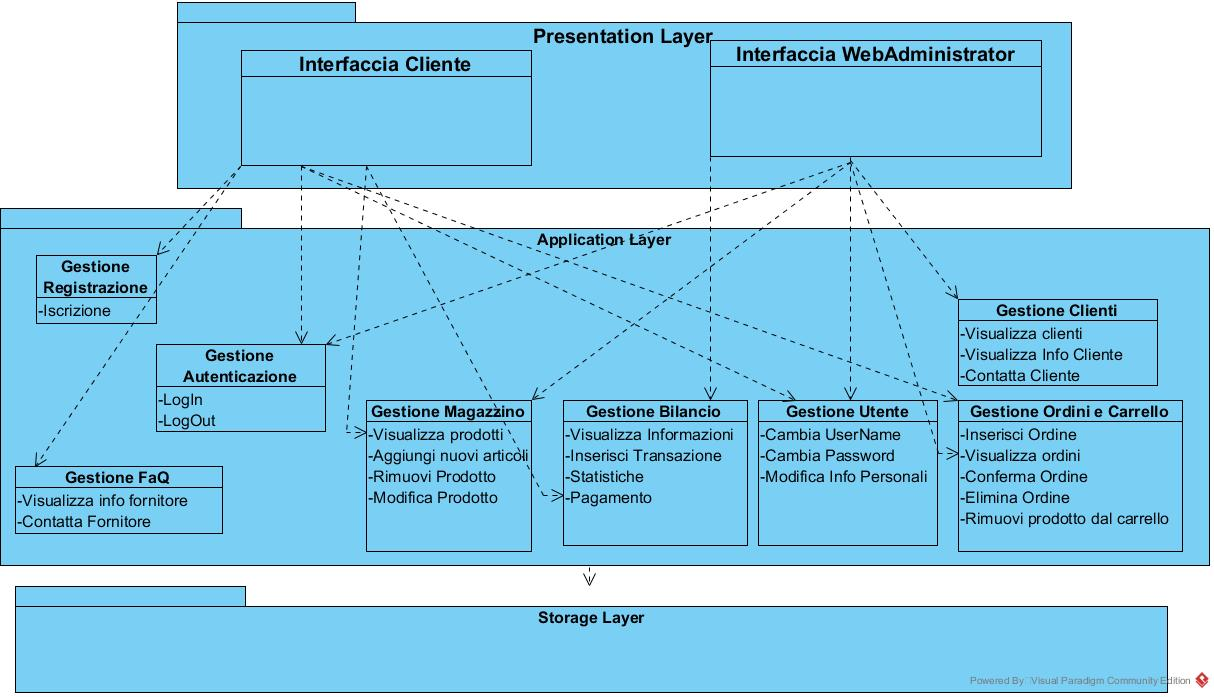 Presentation Layer
Interfaccia Cliente
Interfaccia WebAdministrator
Application Layer
Gestione
Registrazione
-Iscrizione
Gestione
Autenticazione
-LogIn
-LogOut
Gestione FaQ
-Visualizza info fornitore
-Contatta Fornitore
Gestione Magazzino
-Visualizza prodotti
-Aggiungi nuovi articoli
-Rimuovi Prodotto
-Modifica Prodotto
Gestione Bilancio
-Visualizza Informazioni
-Inserisci Transazione
-Statistiche
-Pagamento
Gestione Utente
-Cambia UserName
-Cambia Password
-Modifica Info Personali
Gestione Clienti
-Visualizza clienti
-Visualizza Info Cliente
-Contatta Cliente
Gestione Ordini e Carrello
-Inserisci Ordine
-Visualizza ordini
-Conferma Ordine
-Elimina Ordine
-Rimuovi prodotto dal carrello
Storage Layer
Powered By Visual Paradigm Community Edition